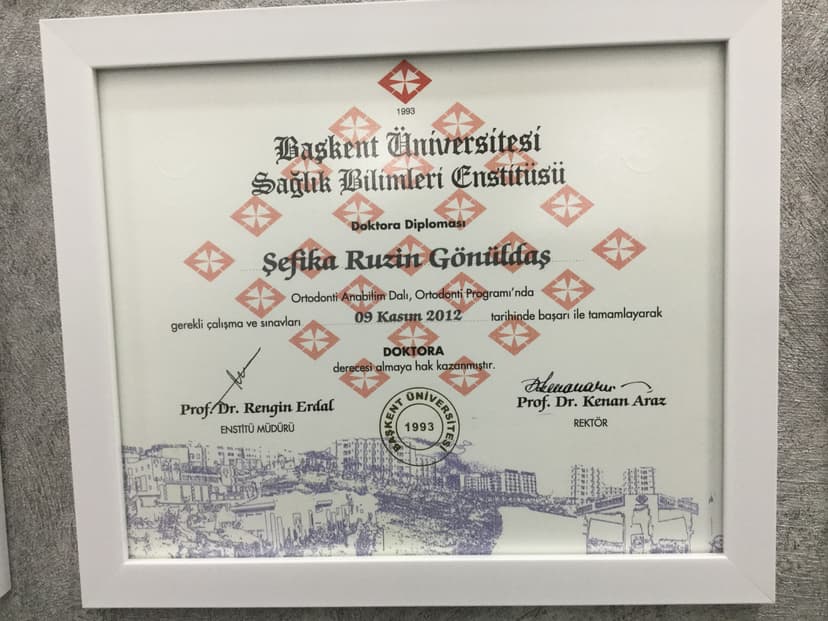 1993
Başkent Üniversitesi
Sağlık Bilimleri Enstitüsü
Doktora Diploması
Şefika Ruzin Gönüldaş
Ortodonti Anabilim Dalı, Ortodonti Programı'nda
gerekli çalışma ve sınavları 09 Kasım 2012 tarihinde başarı ile tamamlayarak
DOKTORA
derecesi almaya hak kazanmıştır.
Prof. Dr. Rengin Erdal
ENSTİTÜ MÜDÜRÜ
BAŞKENT ÜNİVERSİTESİ
1993
Prof. Dr. Kenan Araz
REKTÖR